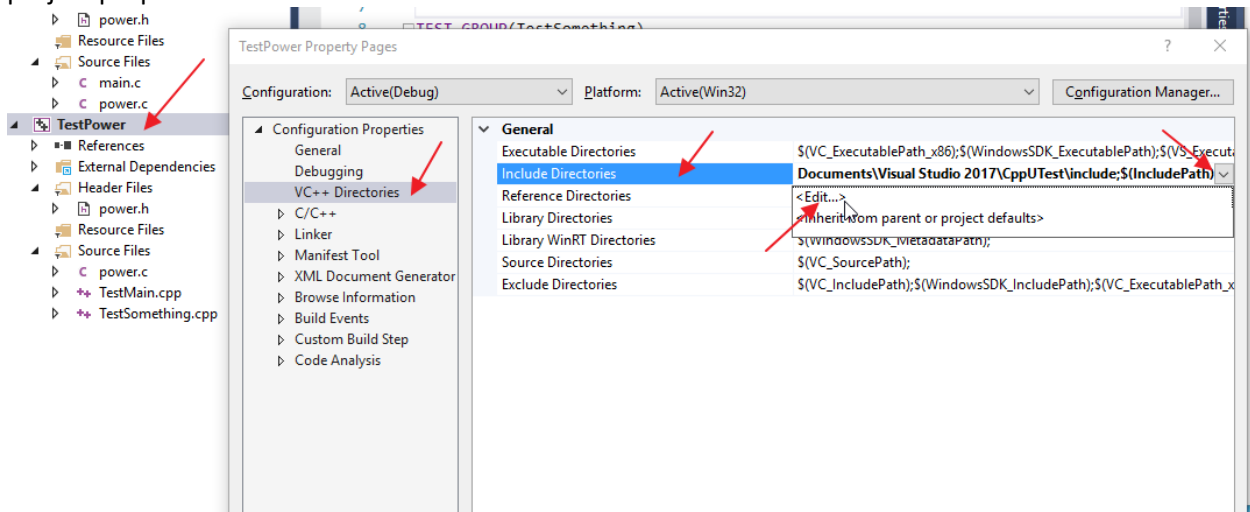 power.h
Resource Files
Source Files
main.c
power.c
TestPower
References
External Dependencies
Header Files
power.h
Resource Files
Source Files
power.c
TestMain.cpp
TestSomething.cpp
8 TEST_GROUP(TestSomething)
TestPower Property Pages
Configuration: Active(Debug)
Platform: Active(Win32)
Configuration Manager...
Configuration Properties
General
Debugging
VC++ Directories
C/C++
Linker
Manifest Tool
XML Document Generator
Browse Information
Build Events
Custom Build Step
Code Analysis
General
Executable Directories $(VC_ExecutablePath_x86);$(WindowsSDK_ExecutablePath);$(VS_Execut
Include Directories Documents\Visual Studio 2017\CppUTest\include;$(IncludePath)
<Edit...>
<inherit from parent or project defaults>
Reference Directories
Library Directories
Library WinRT Directories $(WindowsSDK_MetadataPath);
Source Directories $(VC_SourcePath);
Exclude Directories $(VC_IncludePath);$(WindowsSDK_IncludePath);$(VC_ExecutablePath_x